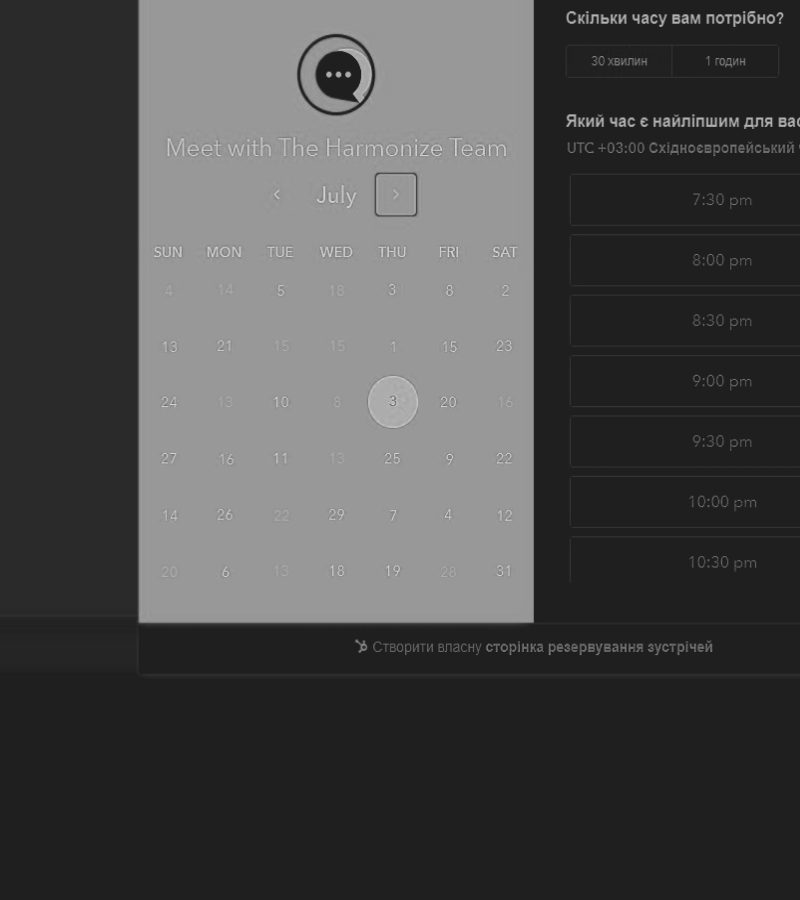 Meet with The Harmonize Team
July
SUN MON TUE WED THU FRI SAT
4 14 5 18 3 8 2
13 21 15 15 1 15 23
24 13 10 8 3 20 16
27 16 11 13 25 9 22
14 26 22 29 7 4 12
20 6 13 18 19 28 31
Скільки часу вам потрібно?
30 хвилин 1 годин
Який час є найліпшим для вас
UTC +03:00 Східноєвропейський
7:30 pm
8:00 pm
8:30 pm
9:00 pm
9:30 pm
10:00 pm
10:30 pm
Створити власну сторінка резервування зустрічей